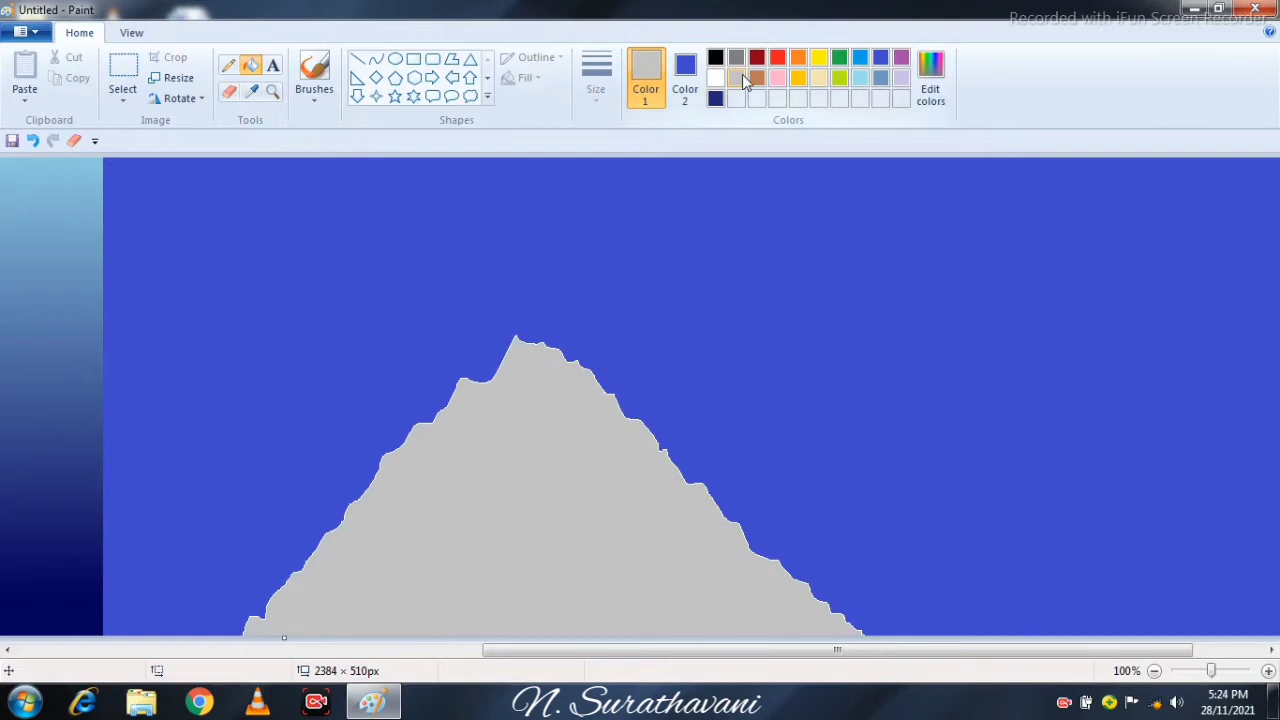 Untitled - Paint
Recorded with iFun Screen Recorder
Home
View
Paste
Cut
Copy
Clipboard
Select
Crop
Resize
Rotate
Image
A
Tools
Brushes
Outline
Fill
Shapes
Size
Color
1
Color
2
Edit
colors
Colors
2384 × 510px
100%
N. Surathavani
5:24 PM
28/11/2021